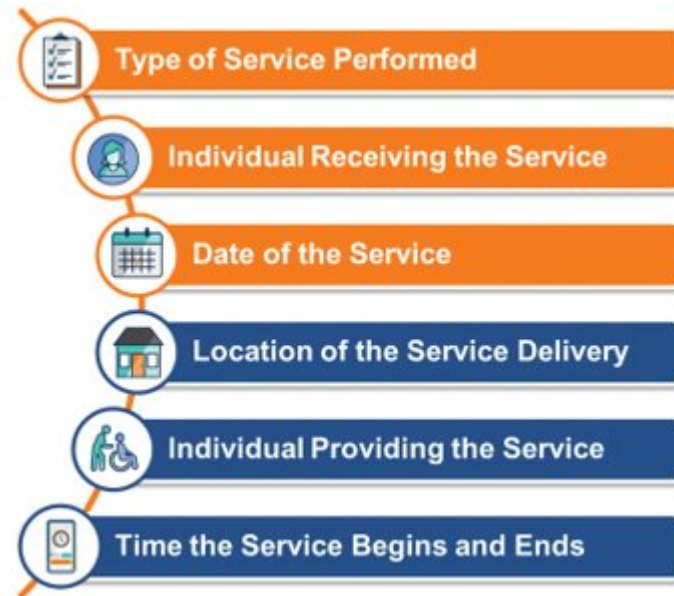 Type of Service Performed
Individual Receiving the Service
Date of the Service
Location of the Service Delivery
Individual Providing the Service
Time the Service Begins and Ends